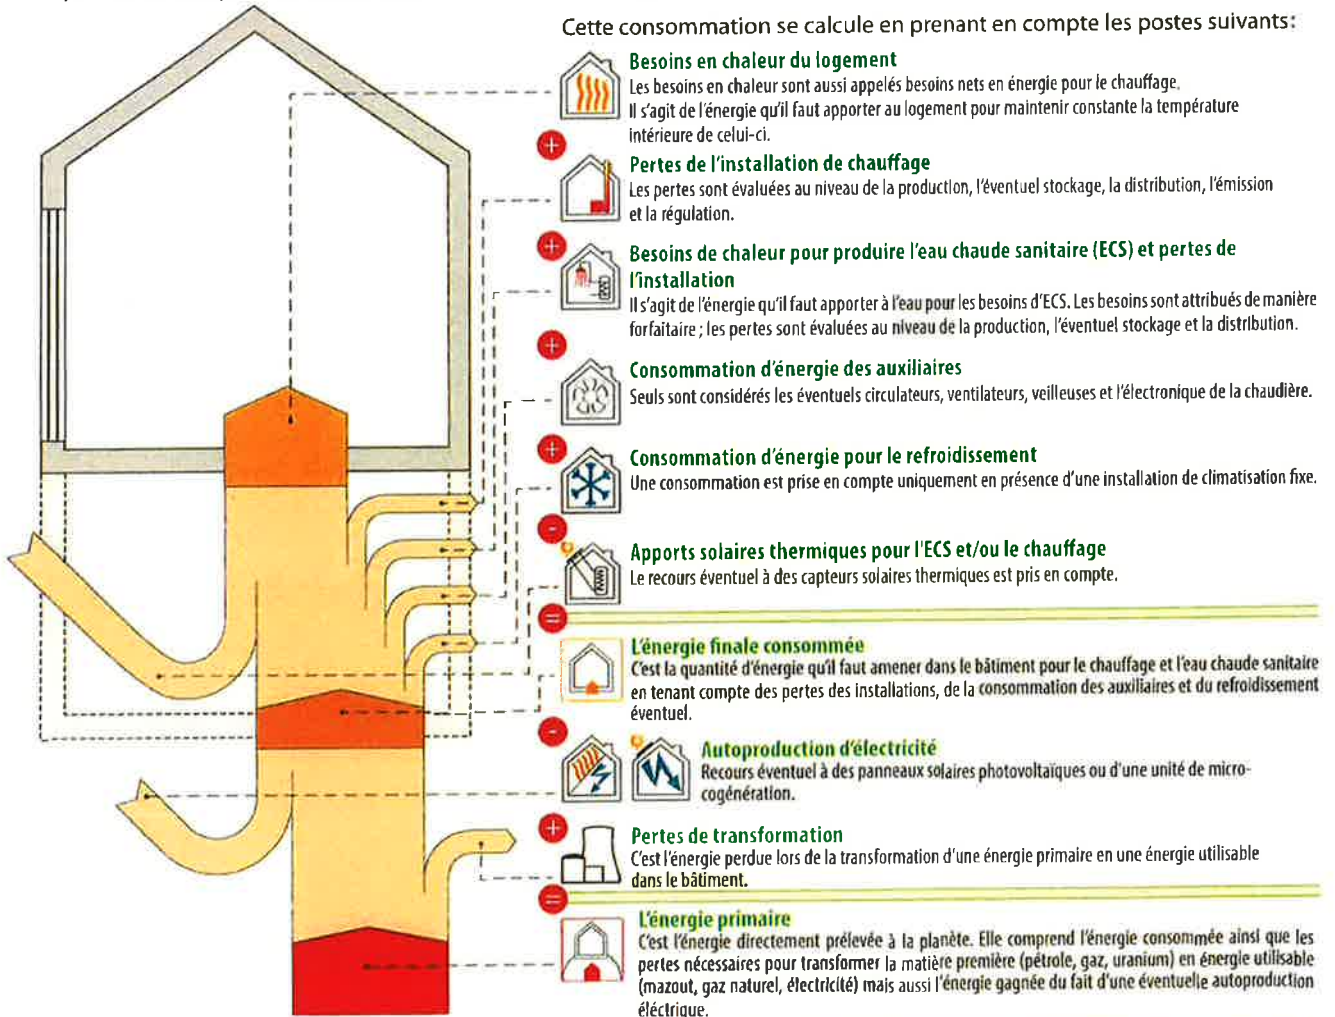 Cette consommation se calcule en prenant en compte les postes suivants:
Besoins en chaleur du logement
Les besoins en chaleur sont aussi appelés besoins nets en énergie pour le chauffage.
Il s'agit de l'énergie qu'il faut apporter au logement pour maintenir constante la température
intérieure de celui-ci.
+
Pertes de l'installation de chauffage
Les pertes sont évaluées au niveau de la production, l'éventuel stockage, la distribution, l'émission
et la régulation.
+
Besoins de chaleur pour produire l'eau chaude sanitaire (ECS) et pertes de
l'installation
Il s'agit de l'énergie qu'il faut apporter à l'eau pour les besoins d'ECS. Les besoins sont attribués de manière
forfaitaire ; les pertes sont évaluées au niveau de la production, l'éventuel stockage et la distribution.
+
Consommation d'énergie des auxiliaires
Seuls sont considérés les éventuels circulateurs, ventilateurs, veilleuses et l'électronique de la chaudière.
+
Consommation d'énergie pour le refroidissement
Une consommation est prise en compte uniquement en présence d'une installation de climatisation fixe.
-
Apports solaires thermiques pour l'ECS et/ou le chauffage
Le recours éventuel à des capteurs solaires thermiques est pris en compte.
=
L'énergie finale consommée
C'est la quantité d'énergie qu'il faut amener dans le bâtiment pour le chauffage et l'eau chaude sanitaire
en tenant compte des pertes des installations, de la consommation des auxiliaires et du refroidissement
éventuel.
-
Autoproduction d'électricité
Recours éventuel à des panneaux solaires photovoltaïques ou d'une unité de micro-
cogénération.
+
Pertes de transformation
C'est l'énergie perdue lors de la transformation d'une énergie primaire en une énergie utilisable
dans le bâtiment.
=
L'énergie primaire
C'est l'énergie directement prélevée à la planète. Elle comprend l'énergie consommée ainsi que les
pertes nécessaires pour transformer la matière première (pétrole, gaz, uranium) en énergie utilisable
(mazout, gaz naturel, électricité) mais aussi l'énergie gagnée du fait d'une éventuelle autoproduction
éléctrique.